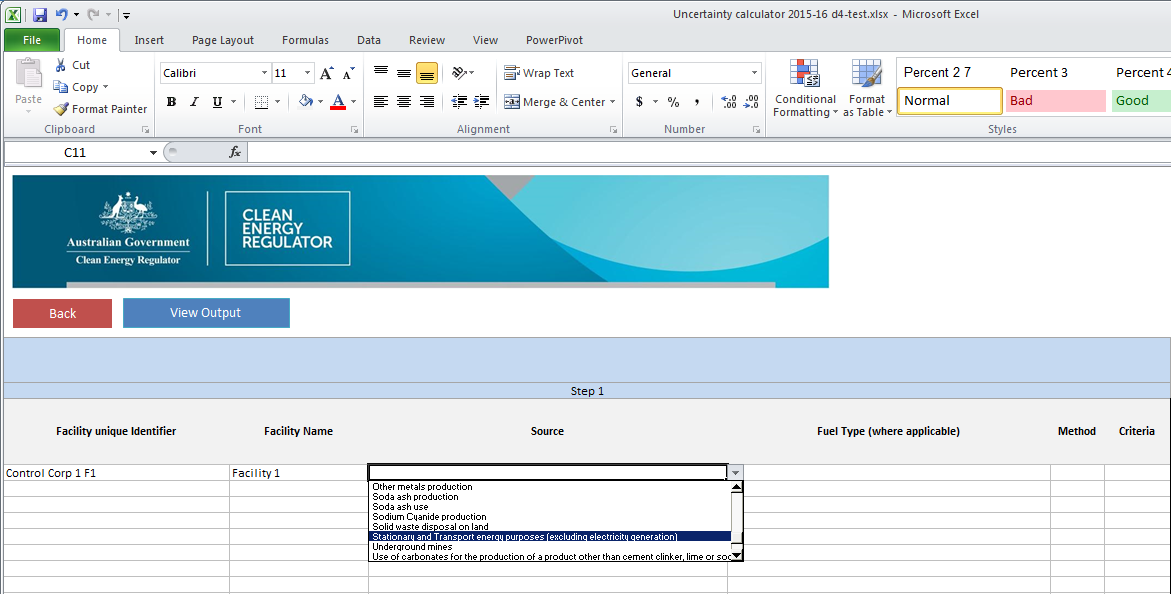 Uncertainty calculator 2015-16 d4-test.xlsx - Microsoft Excel
File Home Insert Page Layout Formulas Data Review View PowerPivot
Paste
Cut
Copy
Format Painter
Clipboard
Calibri 11 A A
B I U A
Font
Wrap Text
Merge & Center
Alignment
General
$ % , .00 .00
Number
Conditional Formatting
Format as Table
Percent 2 7 Percent 3 Percent 4
Normal Bad Good
Styles
C11 fx
Australian Government
Clean Energy Regulator
CLEAN
ENERGY
REGULATOR
Back View Output
Step 1
Facility unique Identifier Facility Name Source Fuel Type (where applicable) Method Criteria
Control Corp 1 F1 Facility 1
Other metals production
Soda ash production
Soda ash use
Sodium Cyanide production
Solid waste disposal on land
Stationary and Transport energy purposes (excluding electricity generation)
Underground mines
Use of carbonates for the production of a product other than cement clinker, lime or soc